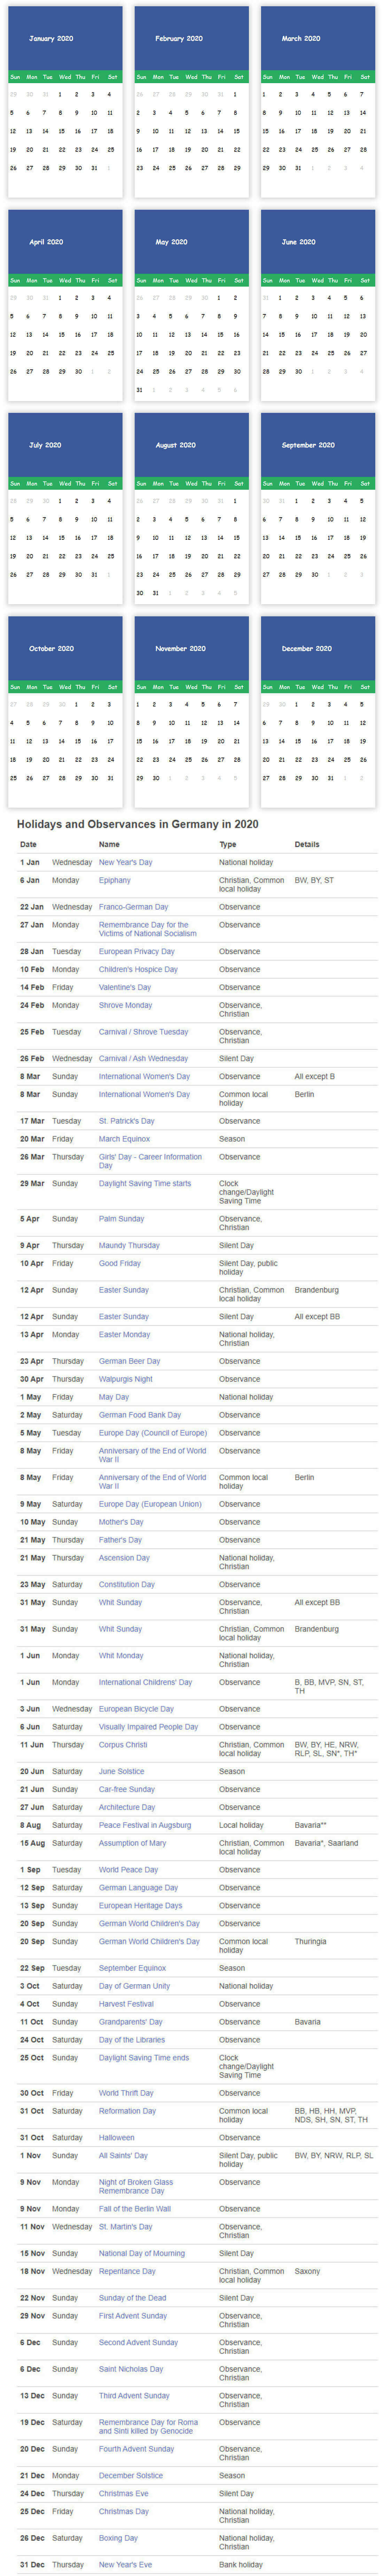 January 2020
Sun Mon Tue Wed Thu Fri Sat
29 30 31 1 2 3 4
5 6 7 8 9 10 11
12 13 14 15 16 17 18
19 20 21 22 23 24 25
26 27 28 29 30 31 1
February 2020
Sun Mon Tue Wed Thu Fri Sat
26 27 28 29 30 31 1
2 3 4 5 6 7 8
9 10 11 12 13 14 15
16 17 18 19 20 21 22
23 24 25 26 27 28 29
March 2020
Sun Mon Tue Wed Thu Fri Sat
1 2 3 4 5 6 7
8 9 10 11 12 13 14
15 16 17 18 19 20 21
22 23 24 25 26 27 28
29 30 31 1 2 3 4
April 2020
Sun Mon Tue Wed Thu Fri Sat
29 30 31 1 2 3 4
5 6 7 8 9 10 11
12 13 14 15 16 17 18
19 20 21 22 23 24 25
26 27 28 29 30 1 2
May 2020
Sun Mon Tue Wed Thu Fri Sat
26 27 28 29 30 1 2
3 4 5 6 7 8 9
10 11 12 13 14 15 16
17 18 19 20 21 22 23
24 25 26 27 28 29 30
31 1 2 3 4 5 6
June 2020
Sun Mon Tue Wed Thu Fri Sat
31 1 2 3 4 5 6
7 8 9 10 11 12 13
14 15 16 17 18 19 20
21 22 23 24 25 26 27
28 29 30 1 2 3 4
July 2020
Sun Mon Tue Wed Thu Fri Sat
28 29 30 1 2 3 4
5 6 7 8 9 10 11
12 13 14 15 16 17 18
19 20 21 22 23 24 25
26 27 28 29 30 31 1
August 2020
Sun Mon Tue Wed Thu Fri Sat
26 27 28 29 30 31 1
2 3 4 5 6 7 8
9 10 11 12 13 14 15
16 17 18 19 20 21 22
23 24 25 26 27 28 29
30 31 1 2 3 4 5
September 2020
Sun Mon Tue Wed Thu Fri Sat
30 31 1 2 3 4 5
6 7 8 9 10 11 12
13 14 15 16 17 18 19
20 21 22 23 24 25 26
27 28 29 30 1 2 3
October 2020
Sun Mon Tue Wed Thu Fri Sat
27 28 29 30 1 2 3
4 5 6 7 8 9 10
11 12 13 14 15 16 17
18 19 20 21 22 23 24
25 26 27 28 29 30 31
November 2020
Sun Mon Tue Wed Thu Fri Sat
1 2 3 4 5 6 7
8 9 10 11 12 13 14
15 16 17 18 19 20 21
22 23 24 25 26 27 28
29 30 1 2 3 4 5
December 2020
Sun Mon Tue Wed Thu Fri Sat
29 30 1 2 3 4 5
6 7 8 9 10 11 12
13 14 15 16 17 18 19
20 21 22 23 24 25 26
27 28 29 30 31 1 2
Holidays and Observances in Germany in 2020
Date Name Type Details
1 Jan Wednesday New Year's Day National holiday
6 Jan Monday Epiphany Christian, Common BW, BY, ST
local holiday
22 Jan Wednesday Franco-German Day Observance
27 Jan Monday Remembrance Day for the Observance
Victims of National Socialism
28 Jan Tuesday European Privacy Day Observance
10 Feb Monday Children's Hospice Day Observance
14 Feb Friday Valentine's Day Observance
24 Feb Monday Shrove Monday Observance,
Christian
25 Feb Tuesday Carnival / Shrove Tuesday Observance,
Christian
26 Feb Wednesday Carnival / Ash Wednesday Silent Day
8 Mar Sunday International Women's Day Observance All except B
8 Mar Sunday International Women's Day Common local Berlin
holiday
17 Mar Tuesday St. Patrick's Day Observance
20 Mar Friday March Equinox Season
26 Mar Thursday Girls' Day - Career Information Observance
Day
29 Mar Sunday Daylight Saving Time starts Clock
change/Daylight
Saving Time
5 Apr Sunday Palm Sunday Observance,
Christian
9 Apr Thursday Maundy Thursday Silent Day
10 Apr Friday Good Friday Silent Day, public
holiday
12 Apr Sunday Easter Sunday Christian, Common Brandenburg
local holiday
12 Apr Sunday Easter Sunday Silent Day All except BB
13 Apr Monday Easter Monday National holiday,
Christian
23 Apr Thursday German Beer Day Observance
30 Apr Thursday Walpurgis Night Observance
1 May Friday May Day National holiday
2 May Saturday German Food Bank Day Observance
5 May Tuesday Europe Day (Council of Europe) Observance
8 May Friday Anniversary of the End of World Observance
War II
8 May Friday Anniversary of the End of World Common local Berlin
War II holiday
9 May Saturday Europe Day (European Union) Observance
10 May Sunday Mother's Day Observance
21 May Thursday Father's Day Observance
21 May Thursday Ascension Day National holiday,
Christian
23 May Saturday Constitution Day Observance
31 May Sunday Whit Sunday Observance, All except BB
Christian
31 May Sunday Whit Sunday Christian, Common Brandenburg
local holiday
1 Jun Monday Whit Monday National holiday,
Christian
1 Jun Monday International Childrens' Day Observance B, BB, MVP, SN, ST,
TH
3 Jun Wednesday European Bicycle Day Observance
6 Jun Saturday Visually Impaired People Day Observance
11 Jun Thursday Corpus Christi Christian, Common BW, BY, HE, NRW,
local holiday RLP, SL, SN*, TH*
20 Jun Saturday June Solstice Season
21 Jun Sunday Car-free Sunday Observance
27 Jun Saturday Architecture Day Observance
8 Aug Saturday Peace Festival in Augsburg Local holiday Bavaria**
15 Aug Saturday Assumption of Mary Christian, Common Bavaria*, Saarland
local holiday
1 Sep Tuesday World Peace Day Observance
12 Sep Saturday German Language Day Observance
13 Sep Sunday European Heritage Days Observance
20 Sep Sunday German World Children's Day Observance
20 Sep Sunday German World Children's Day Common local Thuringia
holiday
22 Sep Tuesday September Equinox Season
3 Oct Saturday Day of German Unity National holiday
4 Oct Sunday Harvest Festival Observance
11 Oct Sunday Grandparents' Day Observance Bavaria
24 Oct Saturday Day of the Libraries Observance
25 Oct Sunday Daylight Saving Time ends Clock
change/Daylight
Saving Time
30 Oct Friday World Thrift Day Observance
31 Oct Saturday Reformation Day Common local BB, HB, HH, MVP,
holiday NDS, SH, SN, ST, TH
31 Oct Saturday Halloween Observance
1 Nov Sunday All Saints' Day Silent Day, public BW, BY, NRW, RLP, SL
holiday
9 Nov Monday Night of Broken Glass Observance
Remembrance Day
9 Nov Monday Fall of the Berlin Wall Observance
11 Nov Wednesday St. Martin's Day Observance,
Christian
15 Nov Sunday National Day of Mourning Silent Day
18 Nov Wednesday Repentance Day Christian, Common Saxony
local holiday
22 Nov Sunday Sunday of the Dead Silent Day
29 Nov Sunday First Advent Sunday Observance,
Christian
6 Dec Sunday Second Advent Sunday Observance,
Christian
6 Dec Sunday Saint Nicholas Day Observance,
Christian
13 Dec Sunday Third Advent Sunday Observance,
Christian
19 Dec Saturday Remembrance Day for Roma Observance
and Sinti killed by Genocide
20 Dec Sunday Fourth Advent Sunday Observance,
Christian
21 Dec Monday December Solstice Season
24 Dec Thursday Christmas Eve Silent Day
25 Dec Friday Christmas Day National holiday,
Christian
26 Dec Saturday Boxing Day National holiday,
Christian
31 Dec Thursday New Year's Eve Bank holiday